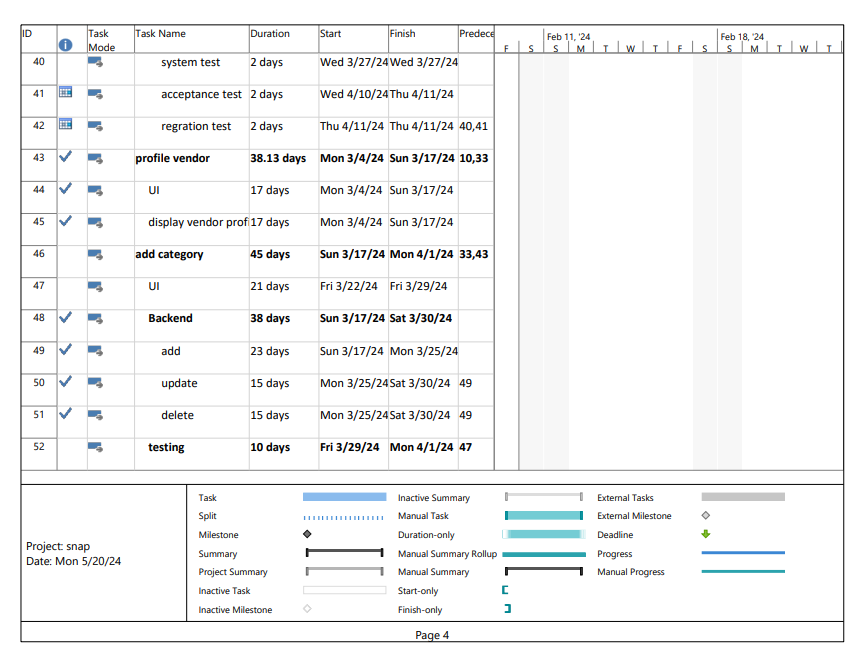 ID Task Mode Task Name Duration Start Finish Predece
Feb 11, '24 Feb 18, '24
F S S M T W T F S S M T W T
40 system test 2 days Wed 3/27/24 Wed 3/27/24
41 acceptance test 2 days Wed 4/10/24 Thu 4/11/24
42 regration test 2 days Thu 4/11/24 Thu 4/11/24 40,41
43 profile vendor 38.13 days Mon 3/4/24 Sun 3/17/24 10,33
44 UI 17 days Mon 3/4/24 Sun 3/17/24
45 display vendor profi 17 days Mon 3/4/24 Sun 3/17/24
46 add category 45 days Sun 3/17/24 Mon 4/1/24 33,43
47 UI 21 days Fri 3/22/24 Fri 3/29/24
48 Backend 38 days Sun 3/17/24 Sat 3/30/24
49 add 23 days Sun 3/17/24 Mon 3/25/24
50 update 15 days Mon 3/25/24 Sat 3/30/24 49
51 delete 15 days Mon 3/25/24 Sat 3/30/24 49
52 testing 10 days Fri 3/29/24 Mon 4/1/24 47
Project: snap
Date: Mon 5/20/24
Task Inactive Summary External Tasks
Split Manual Task External Milestone
Milestone Duration-only Deadline
Summary Manual Summary Rollup Progress
Project Summary Manual Summary Manual Progress
Inactive Task Start-only
Inactive Milestone Finish-only
Page 4